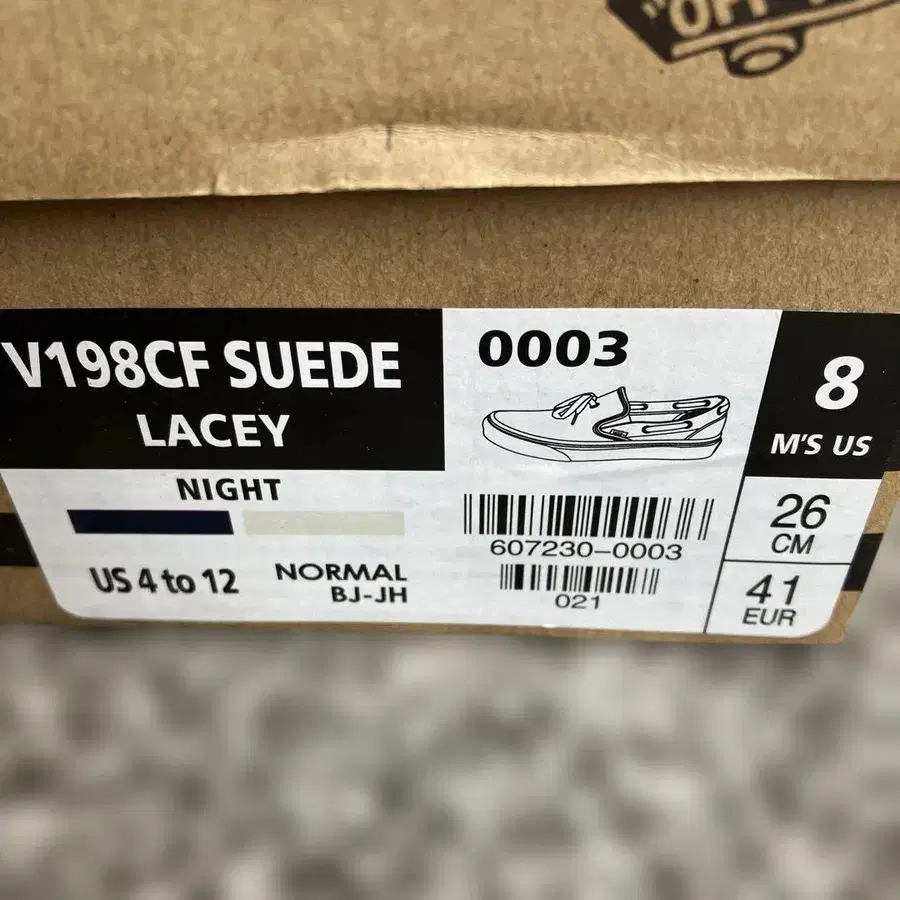 "OFF
V198CF SUEDE
LACEY
NIGHT
US 4 to 12
NORMAL
BJ-JH
0003
607230-0003
021
8
M'S US
26
CM
41
EUR